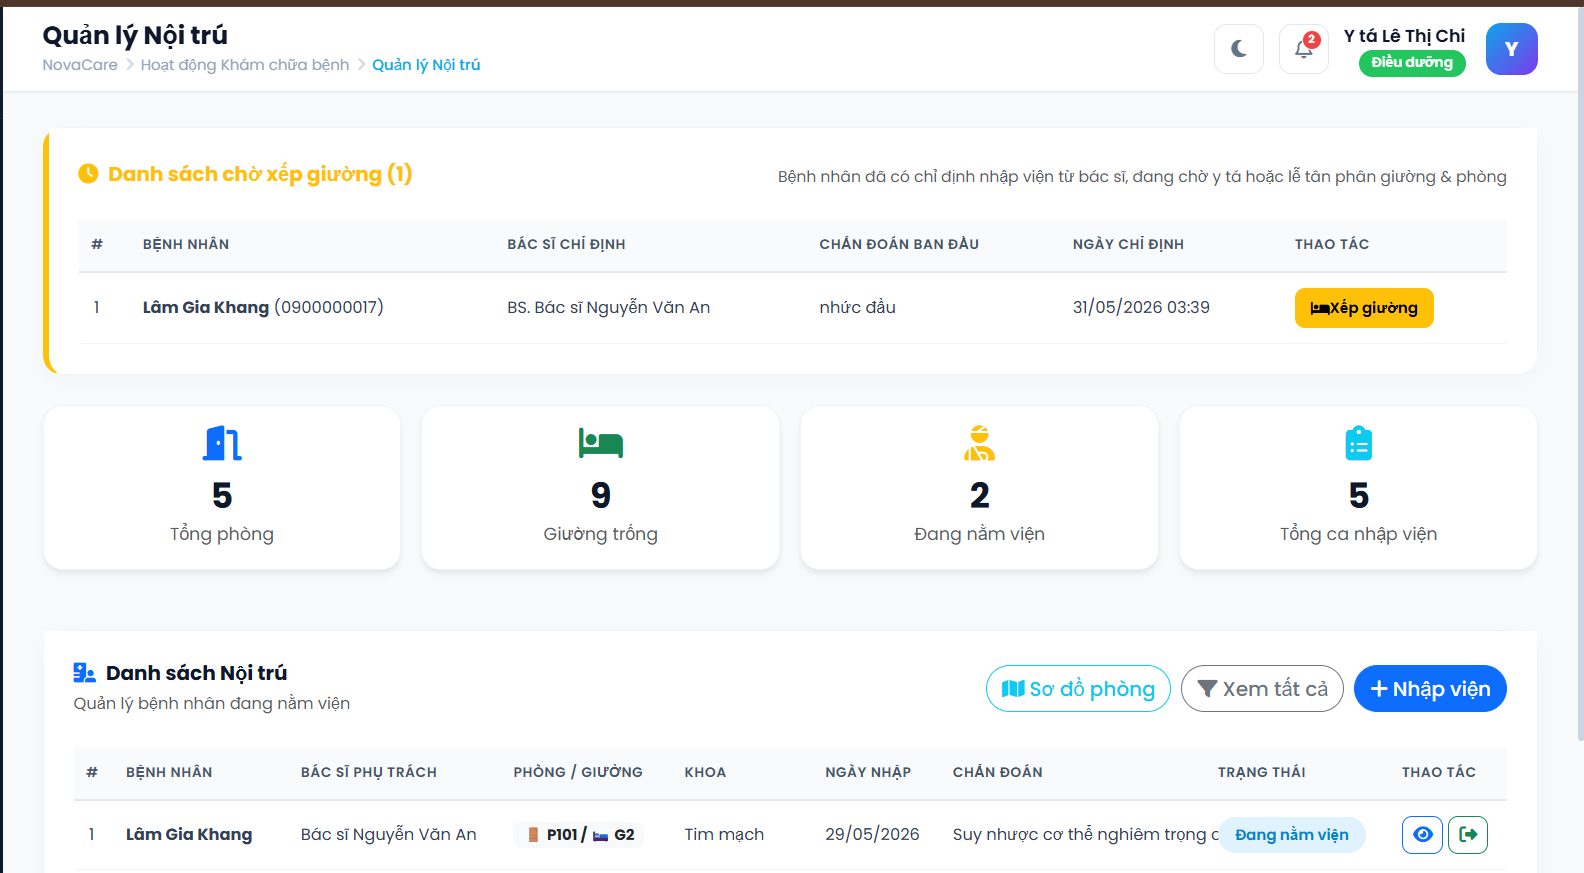 Quản lý Nội trú
NovaCare > Hoạt động Khám chữa bệnh > Quản lý Nội trú
2
Y tá Lê Thị Chi
Điều dưỡng
Y
Danh sách chờ xếp giường (1)
Bệnh nhân đã có chỉ định nhập viện từ bác sĩ, đang chờ y tá hoặc lễ tân phân giường & phòng
# BỆNH NHÂN BÁC SĨ CHỈ ĐỊNH CHẨN ĐOÁN BAN ĐẦU NGÀY CHỈ ĐỊNH THAO TÁC
1 Lâm Gia Khang (0900000017) BS. Bác sĩ Nguyễn Văn An nhức đầu 31/05/2026 03:39 Xếp giường
5
Tổng phòng
9
Giường trống
2
Đang nằm viện
5
Tổng ca nhập viện
Danh sách Nội trú
Quản lý bệnh nhân đang nằm viện
Sơ đồ phòng
Xem tất cả
+ Nhập viện
# BỆNH NHÂN BÁC SĨ PHỤ TRÁCH PHÒNG / GIƯỜNG KHOA NGÀY NHẬP CHẨN ĐOÁN TRẠNG THÁI THAO TÁC
1 Lâm Gia Khang Bác sĩ Nguyễn Văn An P101 / G2 Tim mạch 29/05/2026 Suy nhược cơ thể nghiêm trọng Đang nằm viện